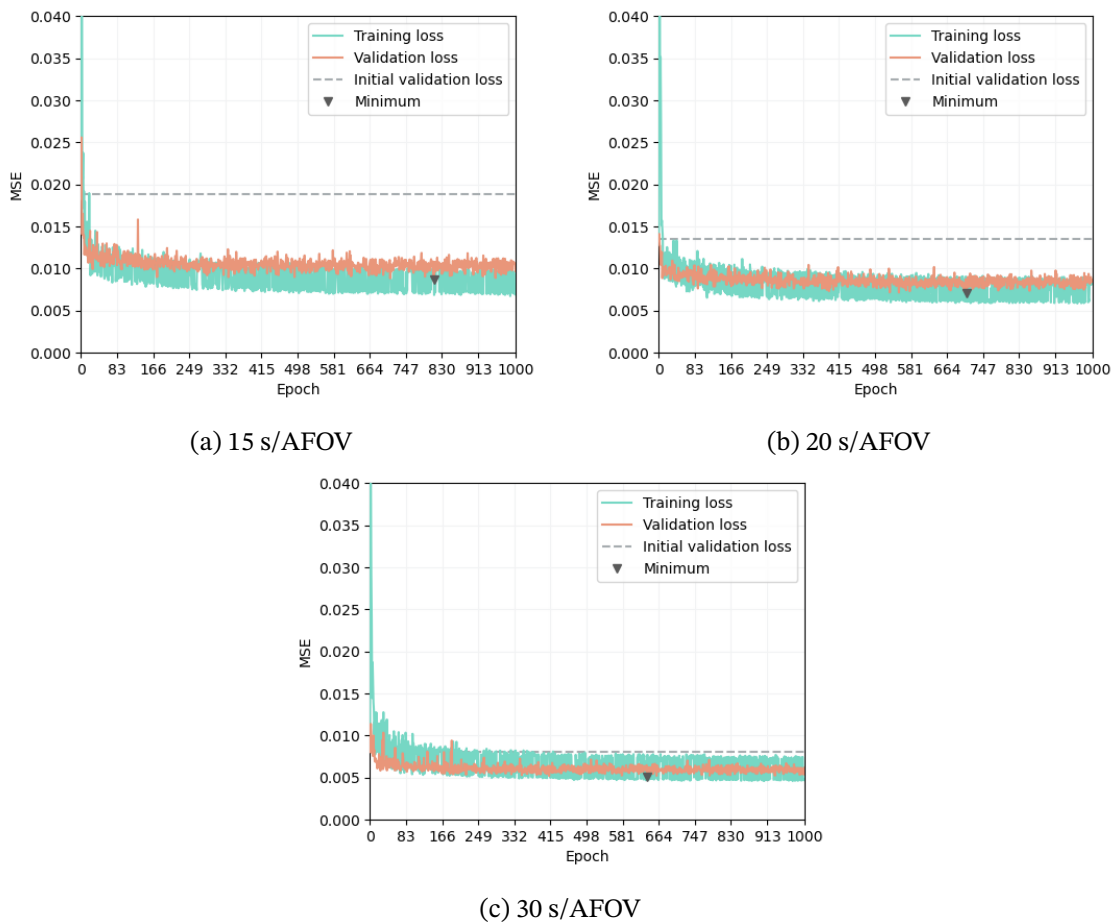 0.040
0.035
0.030
0.025
0.020
0.015
0.010
0.005
0.000
MSE
0 83 166 249 332 415 498 581 664 747 830 913 1000
Epoch
Training loss
Validation loss
Initial validation loss
Minimum
(a) 15 s/AFOV
0.040
0.035
0.030
0.025
0.020
0.015
0.010
0.005
0.000
MSE
0 83 166 249 332 415 498 581 664 747 830 913 1000
Epoch
Training loss
Validation loss
Initial validation loss
Minimum
(b) 20 s/AFOV
0.040
0.035
0.030
0.025
0.020
0.015
0.010
0.005
0.000
MSE
0 83 166 249 332 415 498 581 664 747 830 913 1000
Epoch
Training loss
Validation loss
Initial validation loss
Minimum
(c) 30 s/AFOV